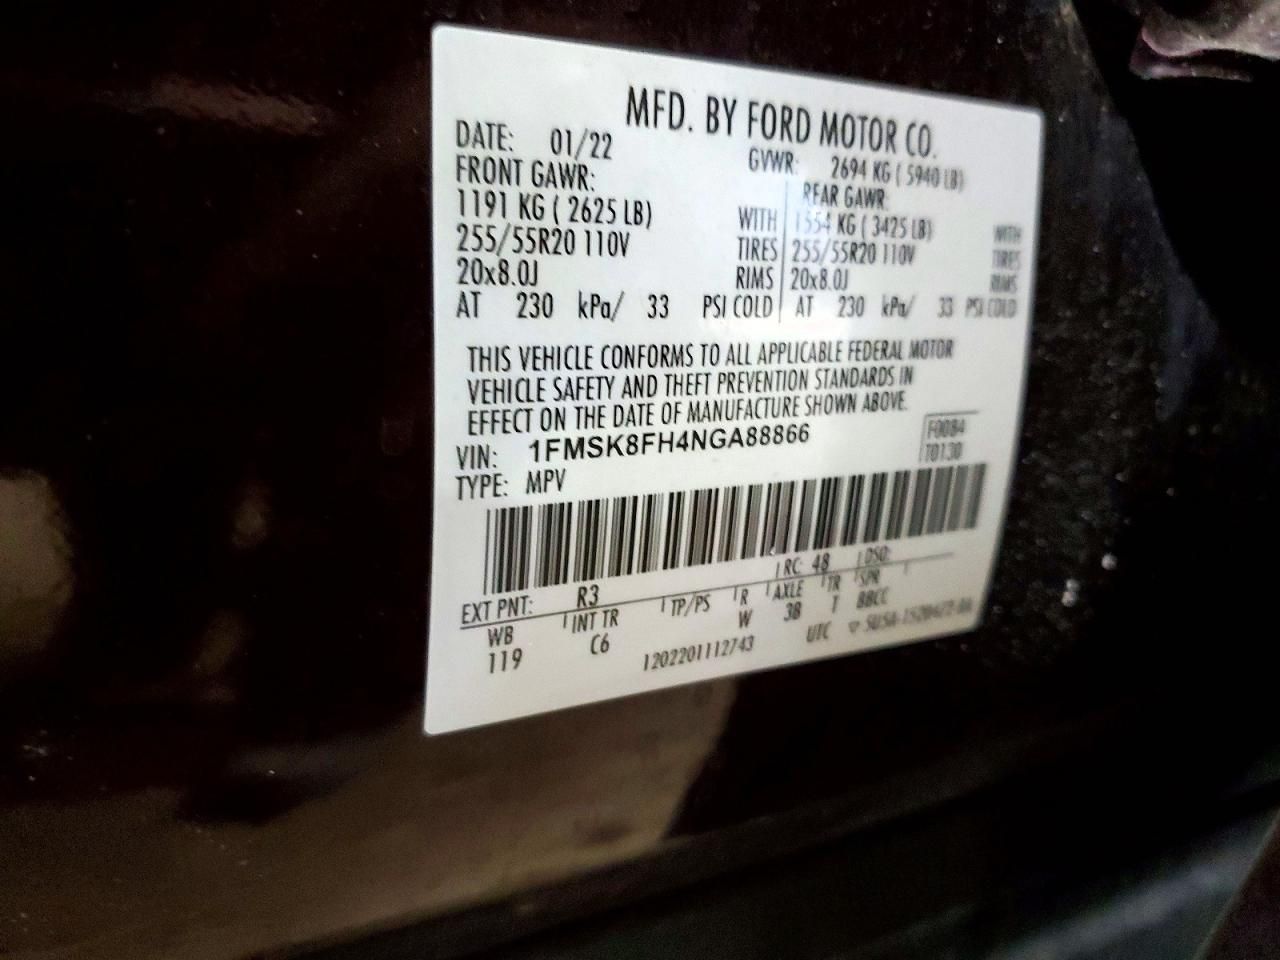 MFD. BY FORD MOTOR CO.
DATE: 01/22
GVWR: 2694 KG ( 5940 LB)
FRONT GAWR:
REAR GAWR:
1191 KG ( 2625 LB) WITH 1554 KG ( 3425 LB) WITH
255/55R20 110V TIRES 255/55R20 110V TIRES
20x8.0J RIMS 20x8.0J RIMS
AT 230 kPa/ 33 PSI COLD AT 230 kPa/ 33 PSI COLD
THIS VEHICLE CONFORMS TO ALL APPLICABLE FEDERAL MOTOR
VEHICLE SAFETY AND THEFT PREVENTION STANDARDS IN
EFFECT ON THE DATE OF MANUFACTURE SHOWN ABOVE.
VIN: 1FMSK8FH4NGA88866
F0084
T0130
TYPE: MPV
EXT PNT: R3 RC: 48 DSO:
WB INT TR TP/PS R AXLE TR SPR
119 C6 W 3B T BBCC
1202201112743 UTC